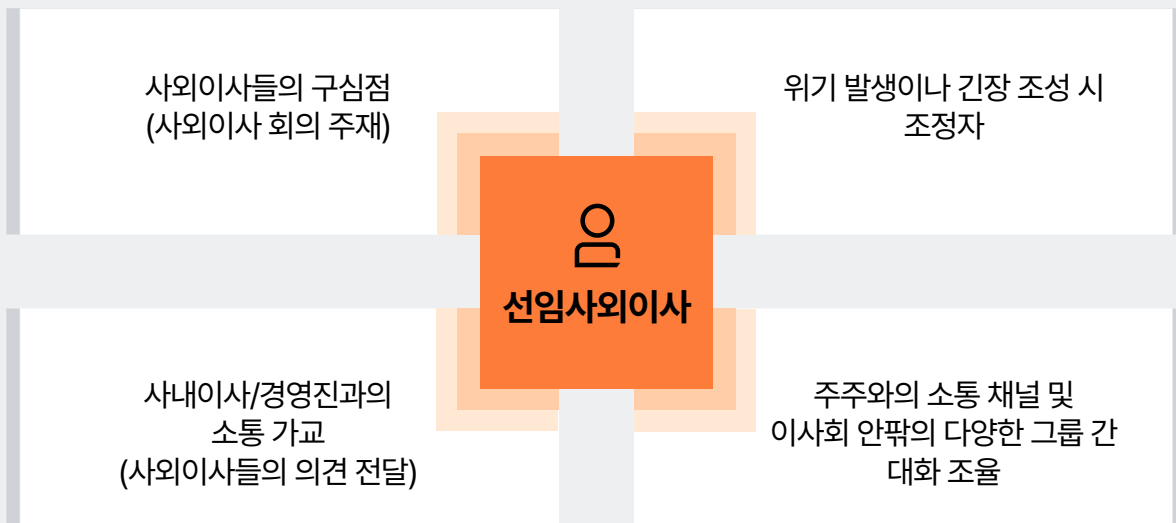 사외이사들의 구심점
(사외이사 회의 주재)
위기 발생이나 긴장 조성 시
조정자
선임사외이사
사내이사/경영진과의
소통 가교
(사외이사들의 의견 전달)
주주와의 소통 채널 및
이사회 안팎의 다양한 그룹 간
대화 조율